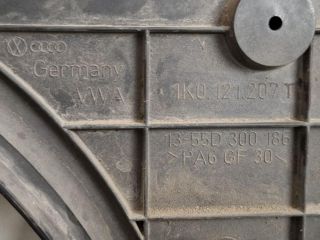 Germany
VWA
1K0.121.207 T
13-55D 300 186
>PA6 GF 30<